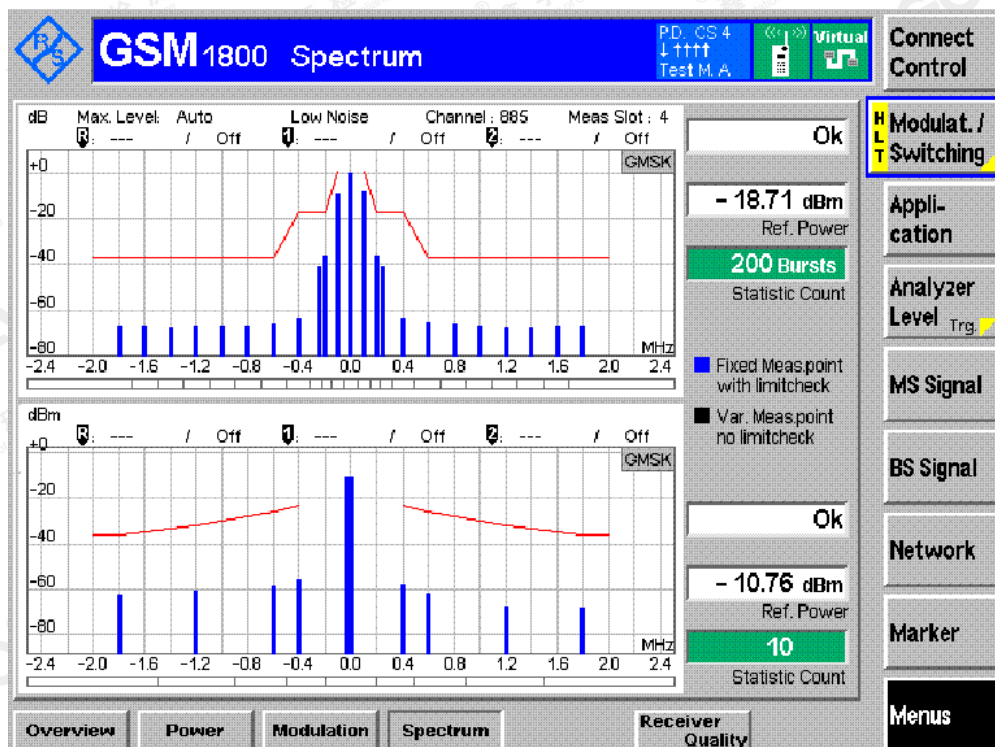 R/S
GSM 1800 Spectrum
P.D. CS 4
↓ ↑↑↑↑
Test M. A
Virtual
Connect Control
dB Max. Level: Auto Low Noise Channel : 885 Meas Slot : 4
R: --- / Off 1: --- / Off 2: --- / Off
GMSK
+0
-20
-40
-60
-80
MHz
-2.4 -2.0 -1.6 -1.2 -0.8 -0.4 0.0 0.4 0.8 1.2 1.6 2.0 2.4
Ok
- 18.71 dBm
Ref. Power
200 Bursts
Statistic Count
Fixed Meas.point
with limitcheck
Var. Meas.point
no limitcheck
dBm
R: --- / Off 1: --- / Off 2: --- / Off
GMSK
+0
-20
-40
-60
-80
MHz
-2.4 -2.0 -1.6 -1.2 -0.8 -0.4 0.0 0.4 0.8 1.2 1.6 2.0 2.4
Ok
- 10.76 dBm
Ref. Power
10
Statistic Count
HLT
Modulat. /
Switching
Appli-
cation
Analyzer
Level Trg.
MS Signal
BS Signal
Network
Marker
Menus
Overview
Power
Modulation
Spectrum
Receiver
Quality